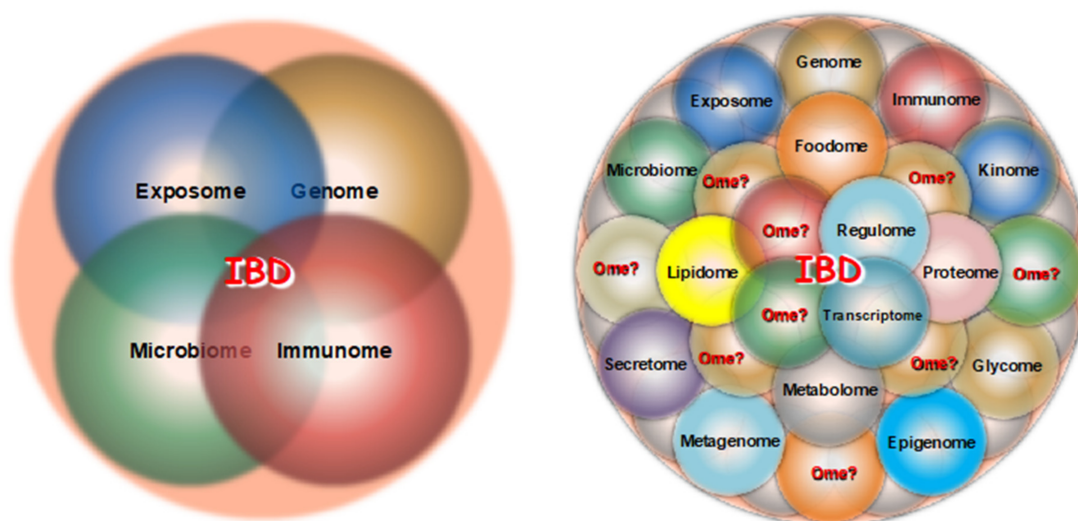 Exposome
Genome
IBD
Microbiome
Immunome
Genome
Exposome
Immunome
Foodome
Microbiome
Ome?
Ome?
Kinome
Ome?
Regulome
Ome?
Lipidome
IBD
Proteome
Ome?
Ome?
Transcriptome
Secretome
Ome?
Ome?
Glycome
Metabolome
Metagenome
Epigenome
Ome?